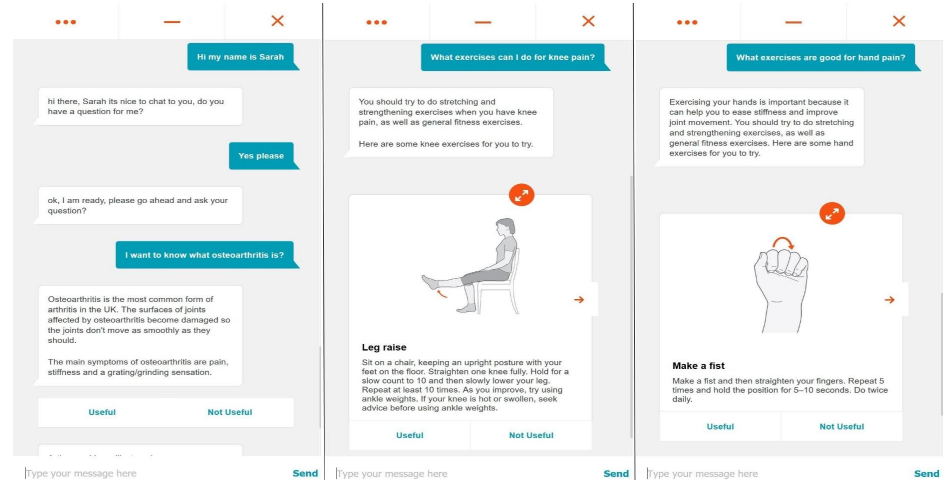 Hi my name is Sarah
hi there, Sarah its nice to chat to you, do you
have a question for me?
Yes please
ok, I am ready, please go ahead and ask your
question?
I want to know what osteoarthritis is?
Osteoarthritis is the most common form of
arthritis in the UK. The surfaces of joints
affected by osteoarthritis become damaged so
the joints don't move as smoothly as they
should.
The main symptoms of osteoarthritis are pain,
stiffness and a grating/grinding sensation.
Useful
Not Useful
Type your message here
Send
What exercises can I do for knee pain?
You should try to do stretching and
strengthening exercises when you have knee
pain, as well as general fitness exercises.
Here are some knee exercises for you to try.
Leg raise
Sit on a chair, keeping an upright posture with your
feet on the floor. Straighten one knee fully. Hold for a
slow count to 10 and then slowly lower your leg.
Repeat at least 10 times. As you improve, try using
ankle weights. If your knee is hot or swollen, seek
advice before using ankle weights.
Useful
Not Useful
Type your message here
Send
What exercises are good for hand pain?
Exercising your hands is important because it
can help you to ease stiffness and improve
joint movement. You should try to do stretching
and strengthening exercises, as well as
general fitness exercises. Here are some hand
exercises for you to try.
Make a fist
Make a fist and then straighten your fingers. Repeat 5
times and hold the position for 5–10 seconds. Do twice
daily.
Useful
Not Useful
Type your message here
Send